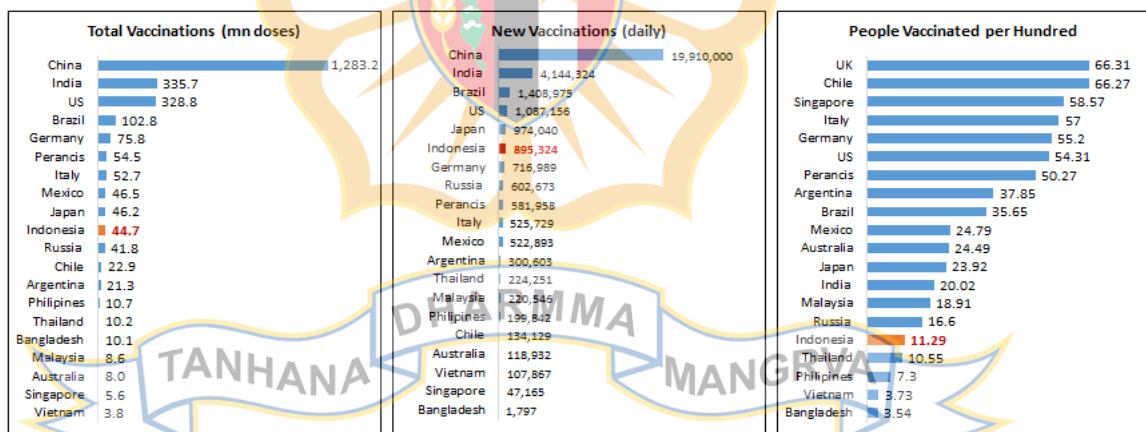 Total Vaccinations (mn doses)
China 1,283.2
India 335.7
US 328.8
Brazil 102.8
Germany 75.8
Perancis 54.5
Italy 52.7
Mexico 46.5
Japan 46.2
Indonesia 44.7
Russia 41.8
Chile 22.9
Argentina 21.3
Philipines 10.7
Thailand 10.2
Bangladesh 10.1
Malaysia 8.6
Australia 8.0
Singapore 5.6
Vietnam 3.8
New Vaccinations (daily)
China 19,910,000
India 4,144,324
Brazil 1,408,975
US 1,087,156
Japan 974,040
Indonesia 895,324
Germany 716,989
Russia 602,673
Perancis 581,958
Italy 525,729
Mexico 522,893
Argentina 300,603
Thailand 224,251
Malaysia 220,546
Philipines 199,842
Chile 134,129
Australia 118,932
Vietnam 107,867
Singapore 47,165
Bangladesh 1,797
People Vaccinated per Hundred
UK 66.31
Chile 66.27
Singapore 58.57
Italy 57
Germany 55.2
US 54.31
Perancis 50.27
Argentina 37.85
Brazil 35.65
Mexico 24.79
Australia 24.49
Japan 23.92
India 20.02
Malaysia 18.91
Russia 16.6
Indonesia 11.29
Thailand 10.55
Philipines 7.3
Vietnam 3.73
Bangladesh 3.54
TANHANA DHARMMA MANGRVA